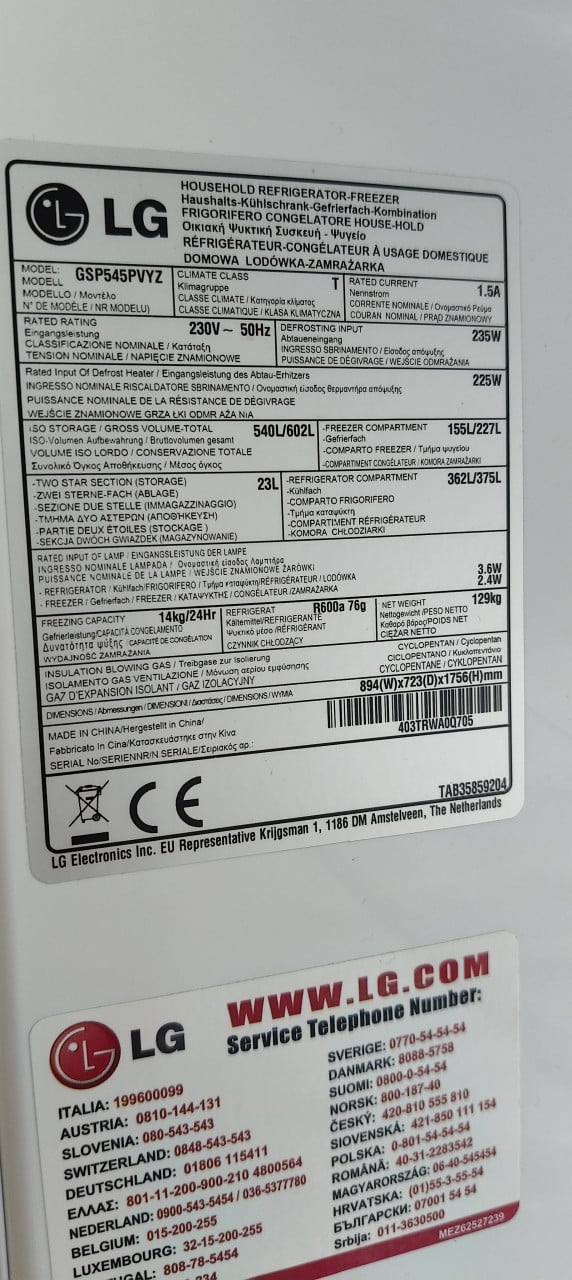 LG
HOUSEHOLD REFRIGERATOR-FREEZER
Haushalts-Kühlschrank-Gefrierfach-Kombination
FRIGORIFERO CONGELATORE HOUSE-HOLD
Οικιακή Ψυκτική Συσκευή - Ψυγείο
RÉFRIGÉRATEUR-CONGÉLATEUR À USAGE DOMESTIQUE
DOMOWA LODÓWKA-ZAMRAŻARKA
MODEL: GSP545PVYZ
MODELL
MODELLO / Μοντέλο
N° DE MODÈLE / NR MODELU)
CLIMATE CLASS T
Klimagruppe
CLASSE CLIMATE / Κατηγορία κλίματος
CLASSE CLIMATIQUE / KLASA KLIMATYCZNA
RATED CURRENT 1.5A
Nennstrom
CORRENTE NOMINALE / Ονομαστικό Ρεύμα
COURAN NOMINAL / PRĄD ZNAMIONOWY
RATED RATING 230V~ 50Hz
Eingangsleistung
CLASSIFICAZIONE NOMINALE / Κατάταξη
TENSION NOMINALE / NAPIĘCIE ZNAMIONOWE
DEFROSTING INPUT 235W
Abtaueneingang
INGRESSO SBRINAMENTO / Είσοδος απόψυξης
PUISSANCE DE DÉGIVRAGE / WEJŚCIE ODMRAŻANIA
Rated Input Of Defrost Heater / Eingangsleistung des Abtau-Erhitzers 225W
INGRESSO NOMINALE RISCALDATORE SBRINAMENTO / Ονομαστική είσοδος θερμαντήρα απόψυξης
PUISSANCE NOMINALE DE LA RÉSISTANCE DE DÉGIVRAGE
WEJŚCIE ZNAMIONOWE GRZA ŁKI ODMR AŻA NIA
ISO STORAGE / GROSS VOLUME-TOTAL 540L/602L
ISO-Volumen Aufbewahrung / Bruttovolumen gesamt
VOLUME ISO LORDO / CONSERVAZIONE TOTALE
Συνολικό Όγκος Αποθήκευσης / Μέσος όγκος
-FREEZER COMPARTMENT 155L/227L
-Gefrierfach
-COMPARTO FREEZER / Τμήμα ψυγείου
-COMPARTIMENT CONGÉLATEUR / KOMORA ZAMRAŻARKI
-TWO STAR SECTION (STORAGE) 23L
-ZWEI STERNE-FACH (ABLAGE)
-SEZIONE DUE STELLE (IMMAGAZZINAGGIO)
-ΤΜΗΜΑ ΔΥΟ ΑΣΤΕΡΩΝ (ΑΠΟΘΗΚΕΥΣΗ)
-PARTIE DEUX ÉTOILES (STOCKAGE )
-SEKCJA DWÓCH GWIAZDEK (MAGAZYNOWANIE)
-REFRIGERATOR COMPARTMENT 362L/375L
-Kühlfach
-COMPARTO FRIGORIFERO
-Τμήμα καταψύκτη
-COMPARTIMENT RÉFRIGÉRATEUR
-KOMORA CHŁODZIARKI
RATED INPUT OF LAMP / EINGANGSLEISTUNG DER LAMPE
INGRESSO NOMINALE LAMPADA / Ονομαστική είσοδος Λαμπτήρα
PUISSANCE NOMINALE DE LA LAMPE / WEJŚCIE ZNAMIONOWE ŻARÓWKI
- REFRIGERATOR / Kühlfach/FRIGORIFERO / Τμήμα καταψύκτη/RÉFRIGÉRATEUR / LODÓWKA 3.6W
- FREEZER / Gefrierfach / FREEZER / ΚΑΤΑΨΥΚΤΗΣ / CONGÉLATEUR /ZAMRAŻARKA 2.4W
FREEZING CAPACITY 14kg/24Hr
Gefrierleistung/CAPACITÀ CONGELAMENTO
Δυνατότητα ψύξης /CAPACITÉ DE CONGÉLATION
WYDAJNOŚĆ ZAMRAŻANIA
REFRIGERAT R600a 76g
Kältemittel/REFRIGERANTE
Ψυκτικό μέσο /RÉFRIGÉRANT
CZYNNIK CHŁODZĄCY
NET WEIGHT 129kg
Nettogewicht /PESO NETTO
Καθαρό βάρος/POIDS NET
CIĘŻAR NETTO
INSULATION BLOWING GAS / Treibgase zur Isolierung
ISOLAMENTO GAS VENTILAZIONE / Μόνωση αερίου εμφύσησης
GAZ D'EXPANSION ISOLANT / GAZ IZOLACYJNY
CYCLOPENTAN / Cyclopentan
CICLOPENTANO / Κυκλοπεντάνιο
CYCLOPENTANE / CYKLOPENTAN
DIMENSIONS / Abmessungen / DIMENSIONI / Διαστάσεις / DIMENSIONS / WYMIA 894(W)x723(D)x1756(H)mm
MADE IN CHINA/Hergestellt in China/
Fabbricato In Cina/Κατασκευάστηκε στην Κίνα
SERIAL No/SERIENNR/N.SERIALE/Σειριακός αρ.:
403TRWA0Q705
CE
TAB35859204
LG Electronics Inc. EU Representative Krijgsman 1, 1186 DM Amstelveen, The Netherlands
LG
WWW.LG.COM
Service Telephone Number:
ITALIA: 199600099
AUSTRIA: 0810-144-131
SLOVENIA: 080-543-543
SWITZERLAND: 0848-543-543
DEUTSCHLAND: 01806 115411
ΕΛΛΑΣ: 801-11-200-900-210 4800564
NEDERLAND: 0900-543-5454 / 036-5377780
BELGIUM: 015-200-255
LUXEMBOURG: 32-15-200-255
UGAL: 808-78-5454
234
SVERIGE: 0770-54-54-54
DANMARK: 8088-5758
SUOMI: 0800-0-54-54
NORSK: 800-187-40
ČESKÝ: 420-810 555 810
SlOVENSKÁ: 421-850 111 154
POLSKA: 0-801-54-54-54
ROMÂNĂ: 40-31-2283542
MAGYARORSZÁG: 06-40-545454
HRVATSKA: (01)55-3-55-54
БЪЛГАРСКИ: 07001 54 54
Srbija: 011-3630500
MEZ62527239